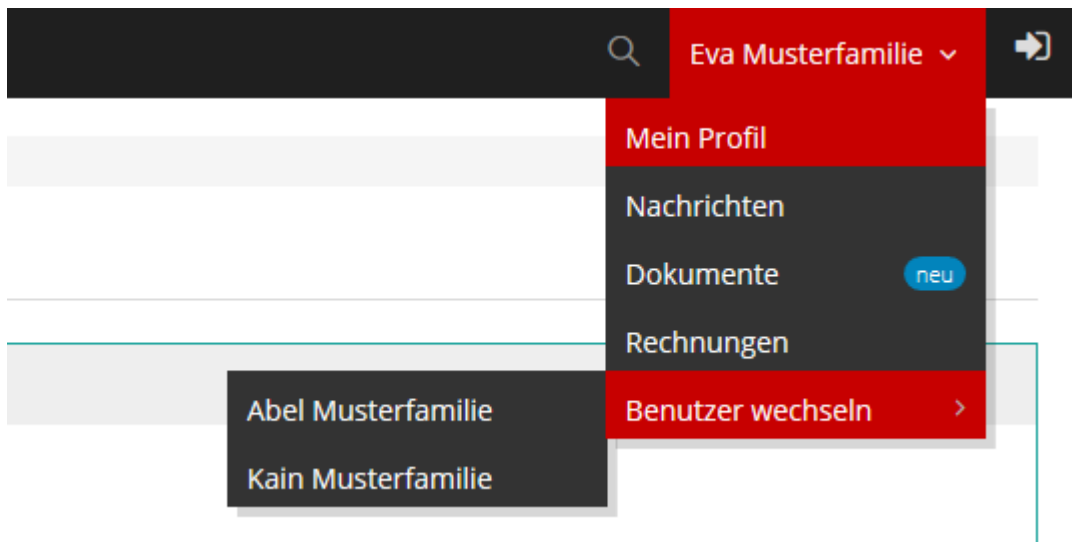 Eva Musterfamilie
Mein Profil
Nachrichten
Dokumente neu
Rechnungen
Benutzer wechseln
Abel Musterfamilie
Kain Musterfamilie